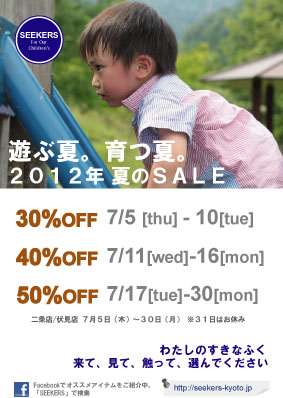 SEEKERS
For Our
Children's
遊ぶ夏。育つ夏。
２０１２年 夏のＳＡＬＥ
30%OFF 7/5 [thu] - 10[tue]
40%OFF 7/11[wed]-16[mon]
50%OFF 7/17[tue]-30[mon]
二条店/伏見店 ７月５日（木）～３０日（月） ※３１日はお休み
わたしのすきなふく
来て、見て、触って、選んでください
Facebookでオススメアイテムをご紹介中。
「SEEKERS」で検索
http://seekers-kyoto.jp